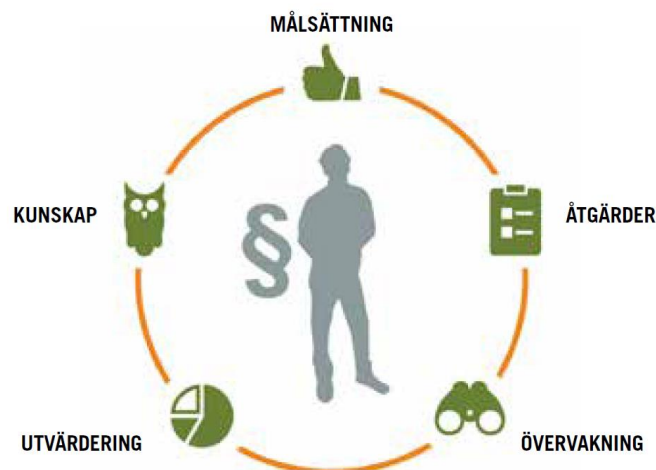 MÅLSÄTTNING
KUNSKAP
§
ÅTGÄRDER
UTVÄRDERING
ÖVERVAKNING